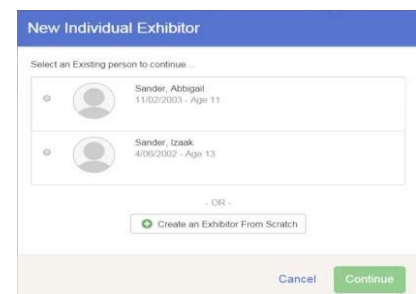 New Individual Exhibitor
Select an Existing person to continue...
Sander, Abbigail
11/02/2003 - Age 11
Sander, Izaak
4/06/2002 - Age 13
- OR -
Create an Exhibitor From Scratch
Cancel Continue